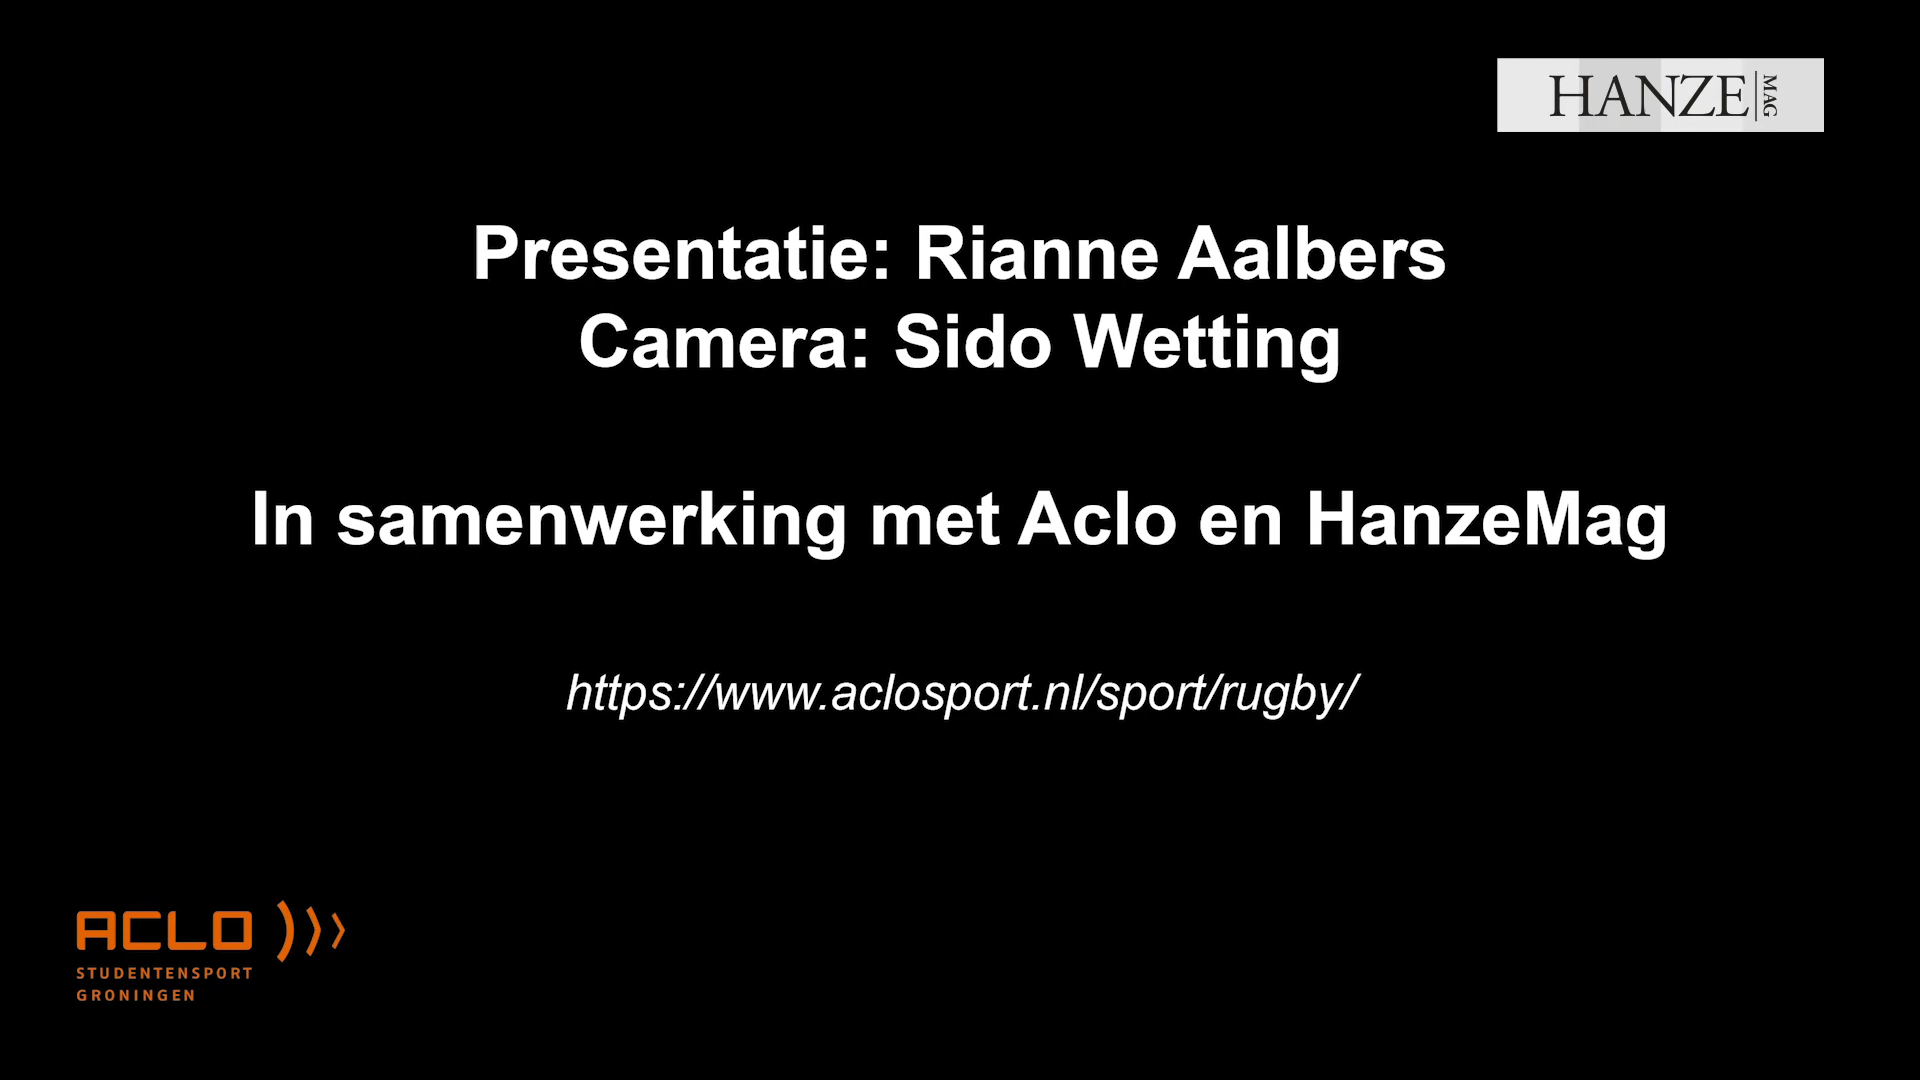 HANZE MAG
Presentatie: Rianne Aalbers
Camera: Sido Wetting
In samenwerking met Aclo en HanzeMag
https://www.aclosport.nl/sport/rugby/
ACLO
STUDENTENSPORT
GRONINGEN